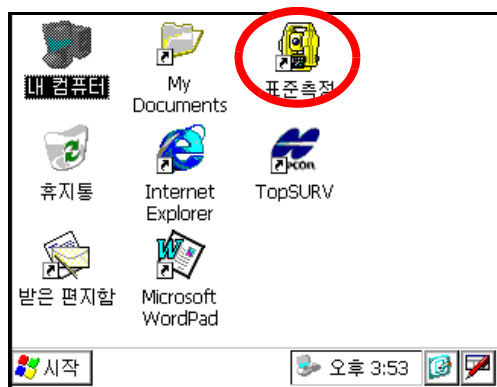 내 컴퓨터
My
Documents
표준측정
휴지통
Internet
Explorer
TopSURV
받은 편지함
Microsoft
WordPad
시작
오후 3:53